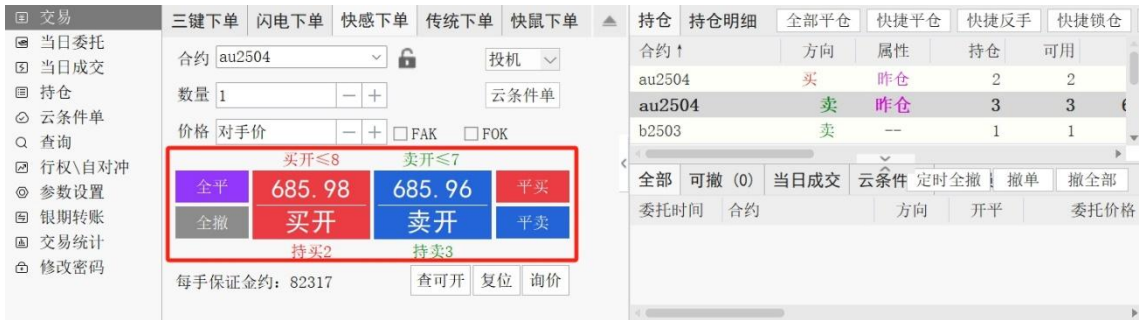 交易
当日委托
当日成交
持仓
云条件单
查询
行权\自对冲
参数设置
银期转账
交易统计
修改密码
三键下单 闪电下单 快感下单 传统下单 快鼠下单
合约 au2504 投机
数量 1 云条件单
价格 对手价 FAK FOK
买开≤8 卖开≤7
全平 685.98 685.96 平买
全撤 买开 卖开 平卖
持买2 持卖3
每手保证金约: 82317 查可开 复位 询价
持仓 持仓明细 全部平仓 快捷平仓 快捷反手 快捷锁仓
合约↑ 方向 属性 持仓 可用
au2504 买 昨仓 2 2
au2504 卖 昨仓 3 3
b2503 卖 -- 1 1
全部 可撤 (0) 当日成交 云条件 定时全撤 撤单 撤全部
委托时间 合约 方向 开平 委托价格